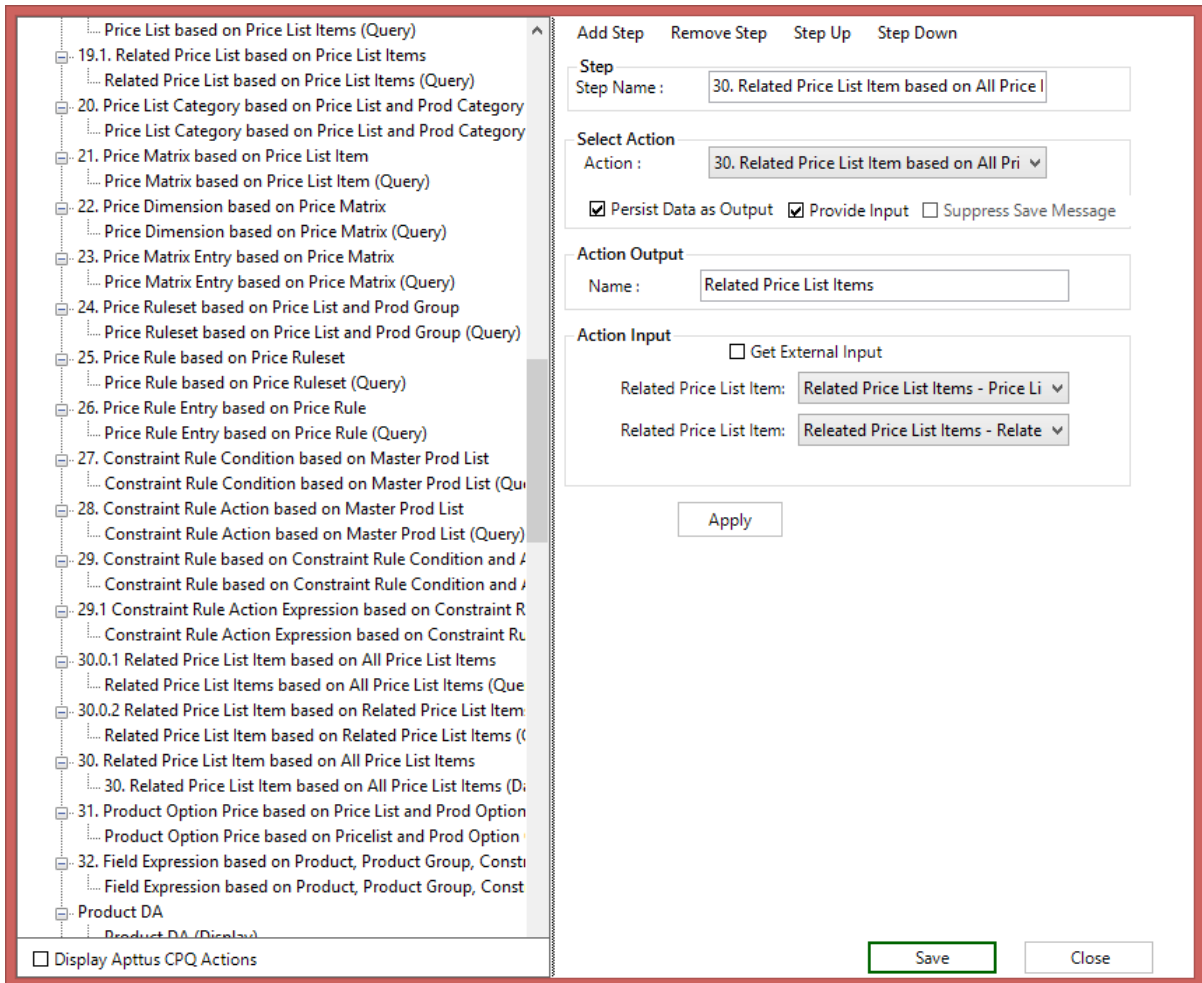 Price List based on Price List Items (Query)
19.1. Related Price List based on Price List Items
Related Price List based on Price List Items (Query)
20. Price List Category based on Price List and Prod Category
Price List Category based on Price List and Prod Category
21. Price Matrix based on Price List Item
Price Matrix based on Price List Item (Query)
22. Price Dimension based on Price Matrix
Price Dimension based on Price Matrix (Query)
23. Price Matrix Entry based on Price Matrix
Price Matrix Entry based on Price Matrix (Query)
24. Price Ruleset based on Price List and Prod Group
Price Ruleset based on Price List and Prod Group (Query)
25. Price Rule based on Price Ruleset
Price Rule based on Price Ruleset (Query)
26. Price Rule Entry based on Price Rule
Price Rule Entry based on Price Rule (Query)
27. Constraint Rule Condition based on Master Prod List
Constraint Rule Condition based on Master Prod List (Qu
28. Constraint Rule Action based on Master Prod List
Constraint Rule Action based on Master Prod List (Query)
29. Constraint Rule based on Constraint Rule Condition and A
Constraint Rule based on Constraint Rule Condition and A
29.1 Constraint Rule Action Expression based on Constraint R
Constraint Rule Action Expression based on Constraint Ru
30.0.1 Related Price List Item based on All Price List Items
Related Price List Items based on All Price List Items (Que
30.0.2 Related Price List Item based on Related Price List Item
Related Price List Item based on Related Price List Items (
30. Related Price List Item based on All Price List Items
30. Related Price List Item based on All Price List Items (Da
31. Product Option Price based on Price List and Prod Option
Product Option Price based on Pricelist and Prod Option
32. Field Expression based on Product, Product Group, Constr
Field Expression based on Product, Product Group, Const
Product DA
Product DA (Display)
Display Apttus CPQ Actions
Add Step Remove Step Step Up Step Down
Step
Step Name : 30. Related Price List Item based on All Price l
Select Action
Action : 30. Related Price List Item based on All Pri
Persist Data as Output Provide Input Suppress Save Message
Action Output
Name : Related Price List Items
Action Input
Get External Input
Related Price List Item: Related Price List Items - Price Li
Related Price List Item: Releated Price List Items - Relate
Apply
Save Close